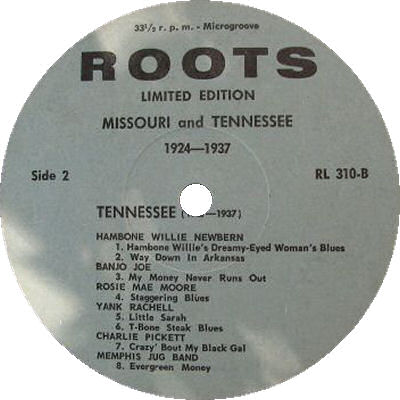 33⅓ r. p. m. - Microgroove
ROOTS
LIMITED EDITION
MISSOURI and TENNESSEE
1924—1937
Side 2
RL 310-B
TENNESSEE ( —1937)
HAMBONE WILLIE NEWBERN
1. Hambone Willie's Dreamy-Eyed Woman's Blues
2. Way Down In Arkansas
BANJO JOE
3. My Money Never Runs Out
ROSIE MAE MOORE
4. Staggering Blues
YANK RACHELL
5. Little Sarah
6. T-Bone Steak Blues
CHARLIE PICKETT
7. Crazy' Bout My Black Gal
MEMPHIS JUG BAND
8. Evergreen Money